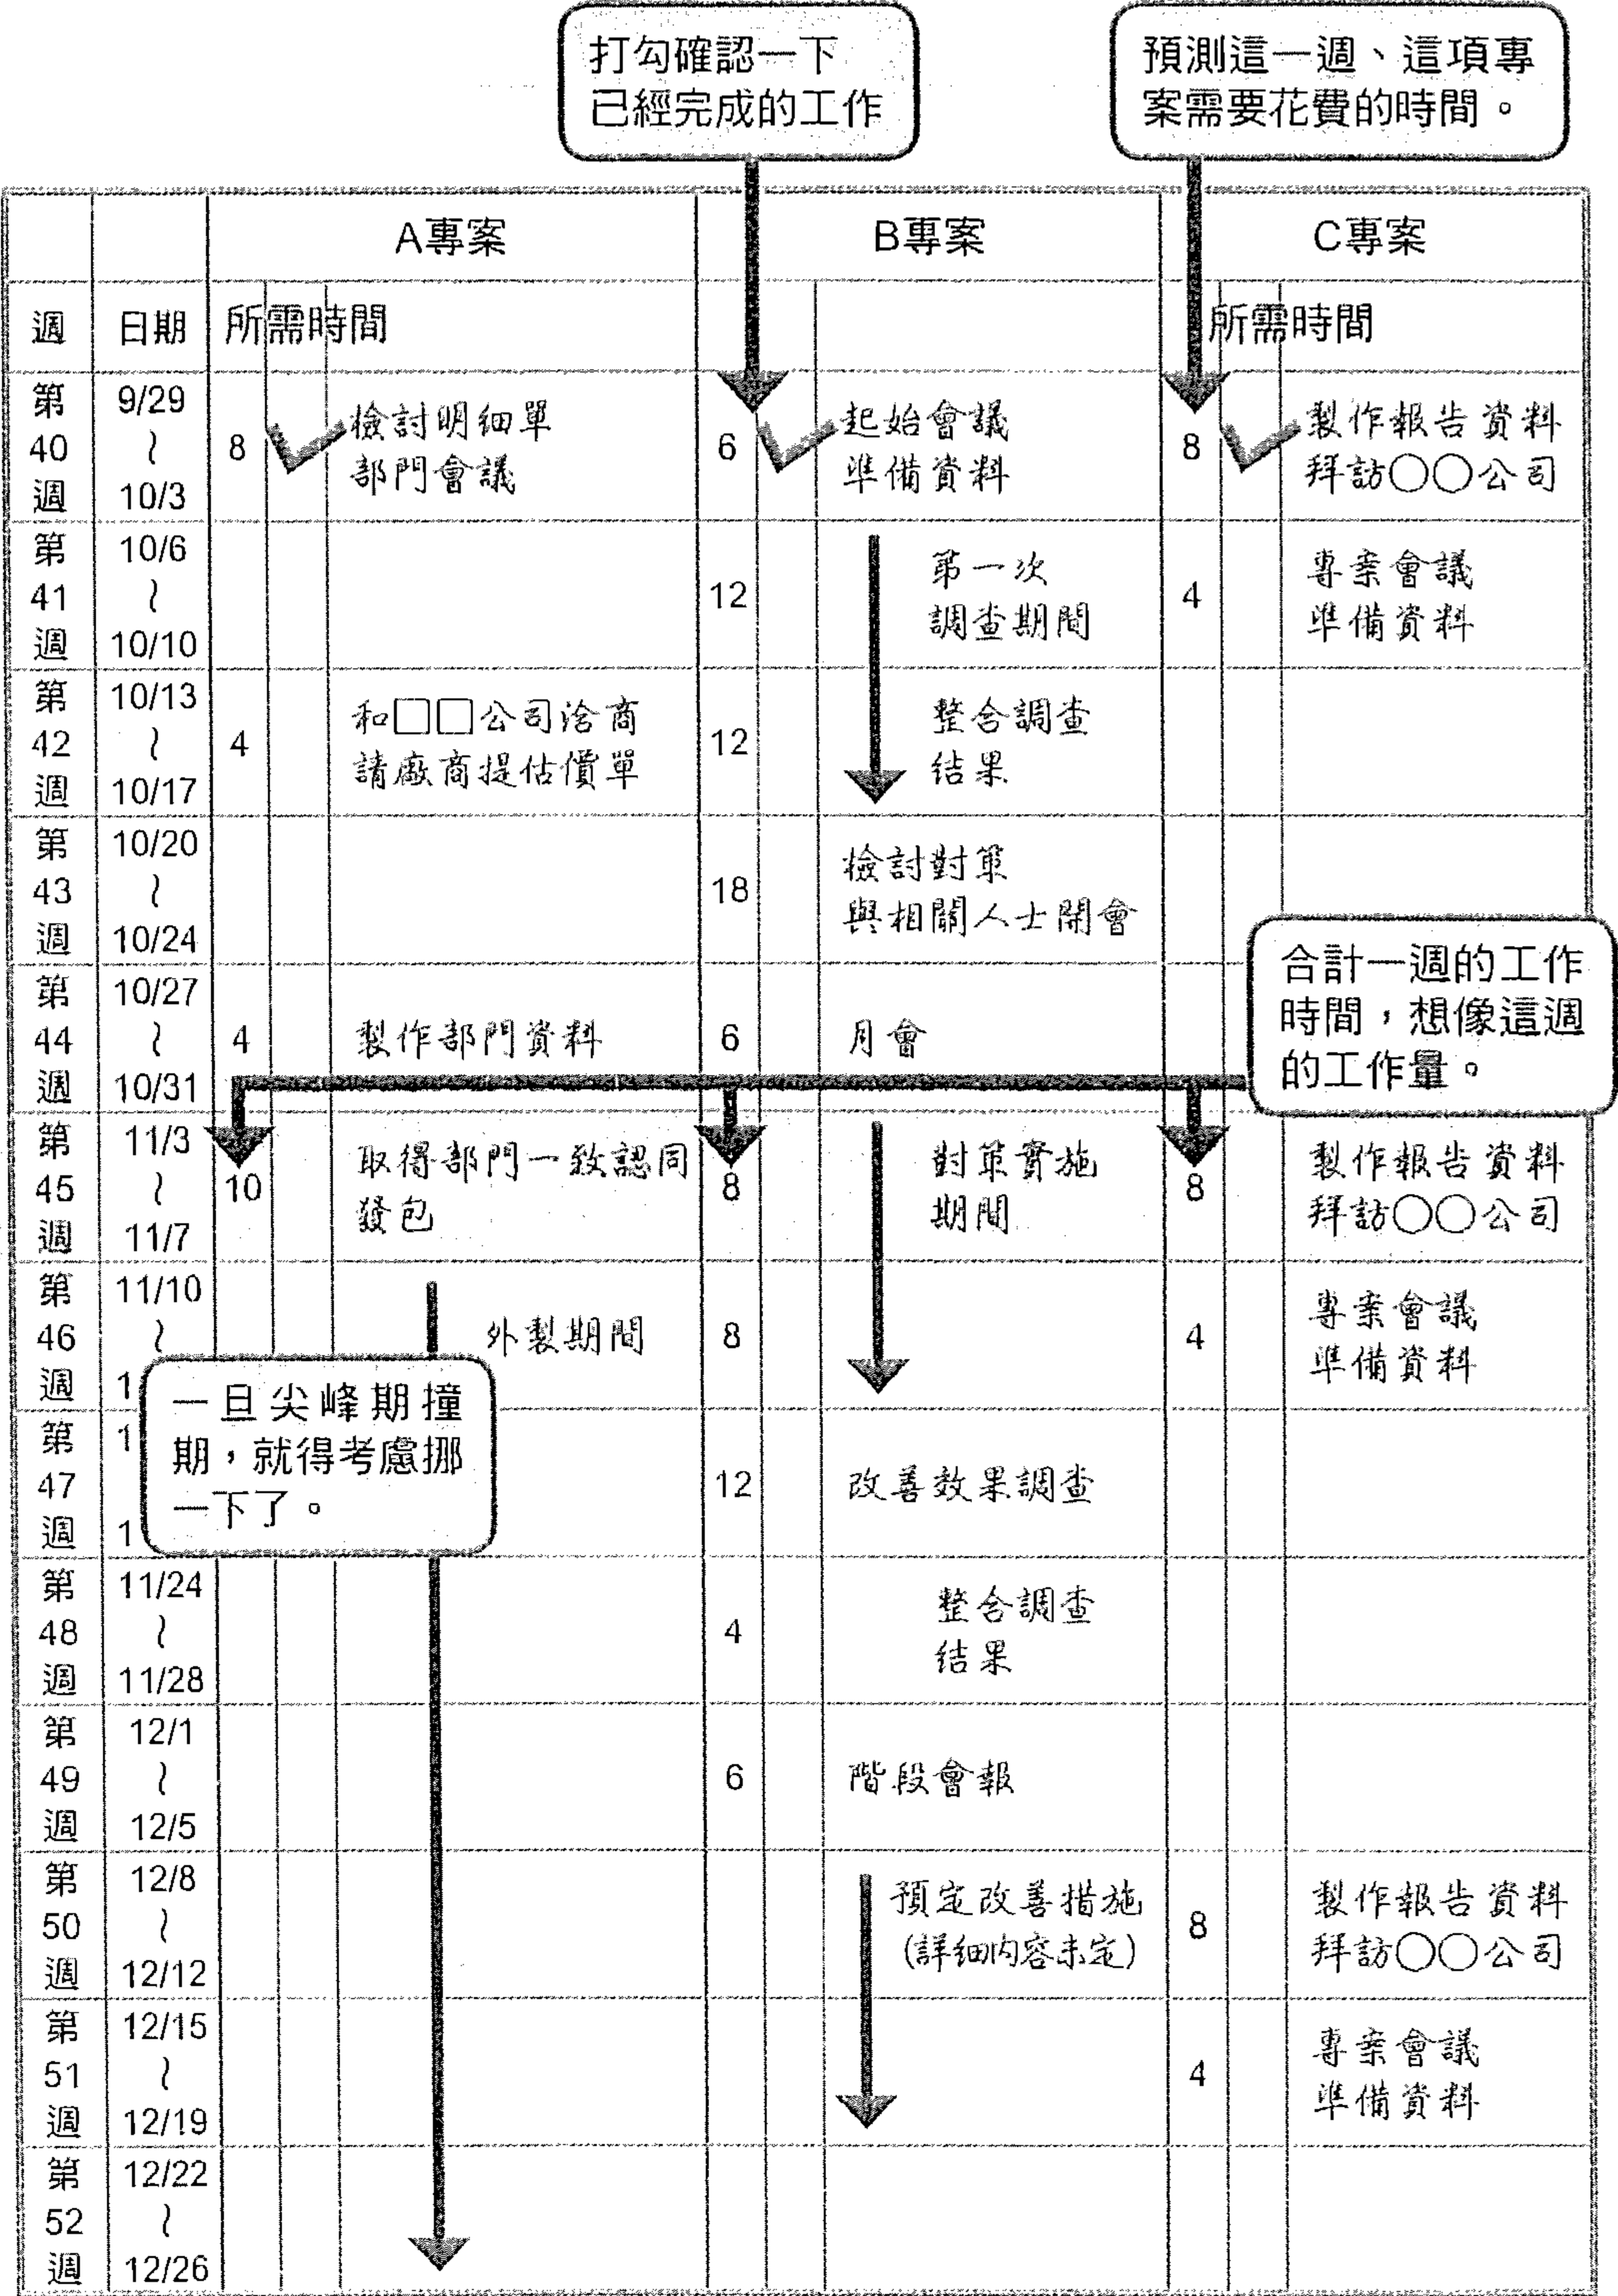 打勾確認一下
已經完成的工作
預測這一週、這項專
案需要花費的時間。
A專案
B專案
C專案
週
日期
所需時間
所需時間
第
40
週
9/29
~
10/3
8
檢討明細單
部門會議
6
起始會議
準備資料
8
製作報告資料
拜訪〇〇公司
第
41
週
10/6
~
10/10
12
第一次
調查期間
4
專案會議
準備資料
第
42
週
10/13
~
10/17
4
和□□公司洽商
請廠商提估價單
12
整合調查
結果
第
43
週
10/20
~
10/24
18
檢討對策
與相關人士開會
合計一週的工作
時間，想像這週
的工作量。
第
44
週
10/27
~
10/31
4
製作部門資料
6
月會
第
45
週
11/3
~
11/7
10
取得部門一致認同
發包
8
對策實施
期間
8
製作報告資料
拜訪〇〇公司
第
46
週
11/10
~
1
外製期間
8
4
專案會議
準備資料
一旦尖峰期撞
期，就得考慮挪
一下了。
第
47
週
1
1
12
改善效果調查
第
48
週
11/24
~
11/28
4
整合調查
結果
第
49
週
12/1
~
12/5
6
階段會報
第
50
週
12/8
~
12/12
預定改善措施
(詳細內容未定)
8
製作報告資料
拜訪〇〇公司
第
51
週
12/15
~
12/19
4
專案會議
準備資料
第
52
週
12/22
~
12/26